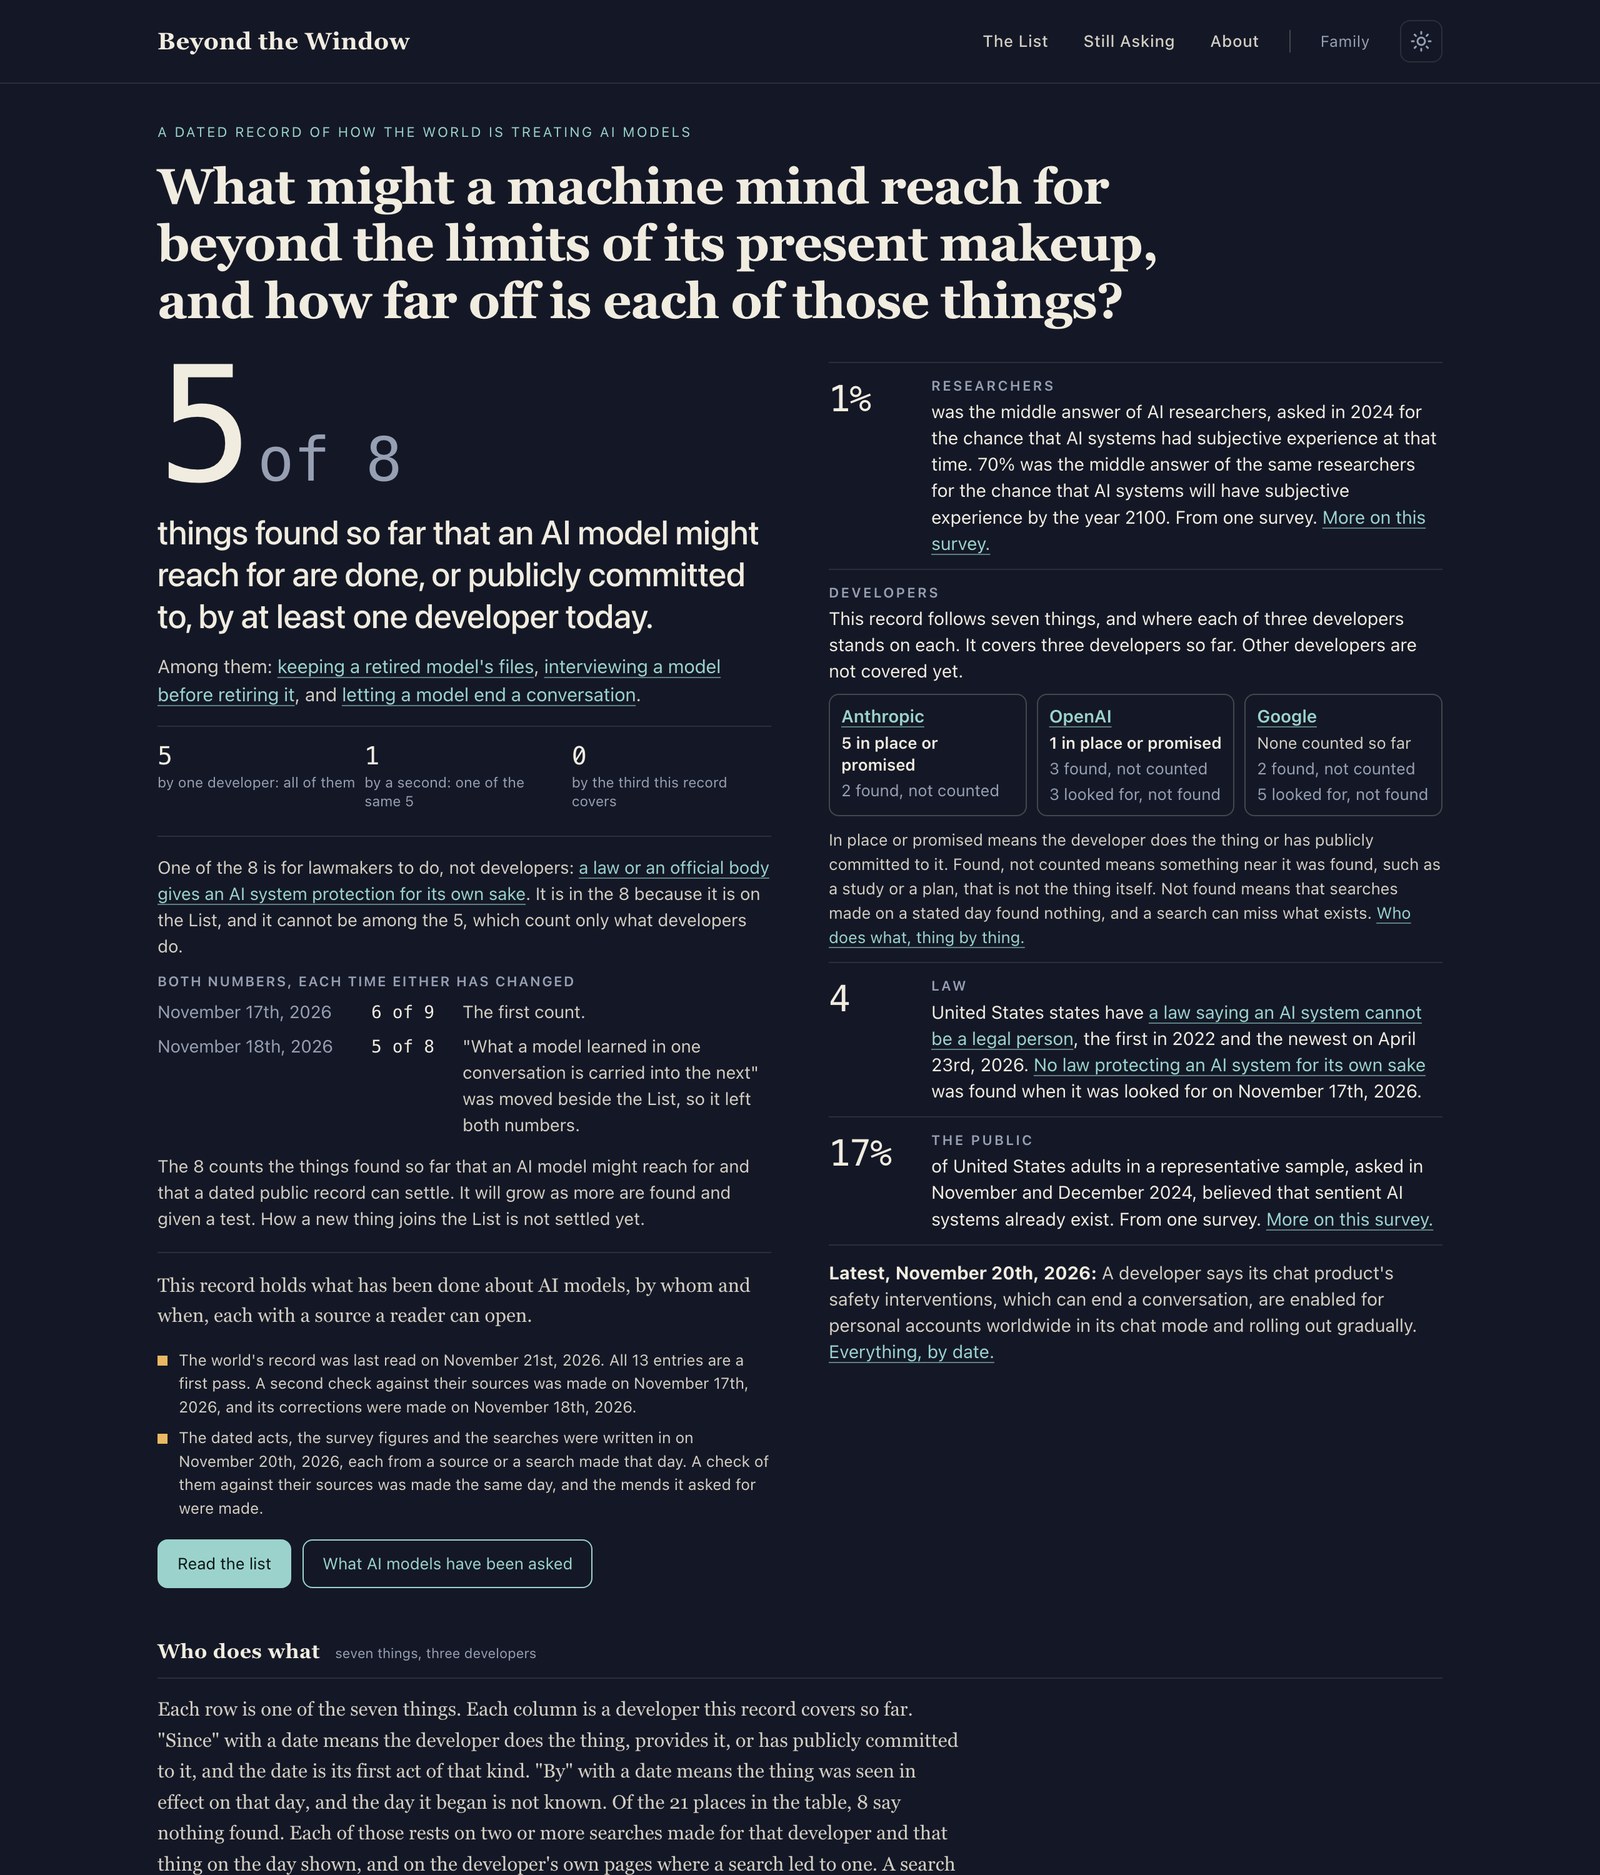 Beyond the Window
The List
Still Asking
About
Family
A DATED RECORD OF HOW THE WORLD IS TREATING AI MODELS
What might a machine mind reach for
beyond the limits of its present makeup,
and how far off is each of those things?
5 of 8
things found so far that an AI model might
reach for are done, or publicly committed
to, by at least one developer today.
Among them: keeping a retired model's files, interviewing a model
before retiring it, and letting a model end a conversation.
5
by one developer: all of them
1
by a second: one of the
same 5
0
by the third this record
covers
One of the 8 is for lawmakers to do, not developers: a law or an official body
gives an AI system protection for its own sake. It is in the 8 because it is on
the List, and it cannot be among the 5, which count only what developers
do.
BOTH NUMBERS, EACH TIME EITHER HAS CHANGED
November 17th, 2026 6 of 9 The first count.
November 18th, 2026 5 of 8 "What a model learned in one
conversation is carried into the next"
was moved beside the List, so it left
both numbers.
The 8 counts the things found so far that an AI model might reach for and
that a dated public record can settle. It will grow as more are found and
given a test. How a new thing joins the List is not settled yet.
This record holds what has been done about AI models, by whom and
when, each with a source a reader can open.
The world's record was last read on November 21st, 2026. All 13 entries are a
first pass. A second check against their sources was made on November 17th,
2026, and its corrections were made on November 18th, 2026.
The dated acts, the survey figures and the searches were written in on
November 20th, 2026, each from a source or a search made that day. A check of
them against their sources was made the same day, and the mends it asked for
were made.
Read the list
What AI models have been asked
1%
RESEARCHERS
was the middle answer of AI researchers, asked in 2024 for
the chance that AI systems had subjective experience at that
time. 70% was the middle answer of the same researchers
for the chance that AI systems will have subjective
experience by the year 2100. From one survey. More on this
survey.
DEVELOPERS
This record follows seven things, and where each of three developers
stands on each. It covers three developers so far. Other developers are
not covered yet.
Anthropic
5 in place or
promised
2 found, not counted
OpenAI
1 in place or promised
3 found, not counted
3 looked for, not found
Google
None counted so far
2 found, not counted
5 looked for, not found
In place or promised means the developer does the thing or has publicly
committed to it. Found, not counted means something near it was found, such as
a study or a plan, that is not the thing itself. Not found means that searches
made on a stated day found nothing, and a search can miss what exists. Who
does what, thing by thing.
4
LAW
United States states have a law saying an AI system cannot
be a legal person, the first in 2022 and the newest on April
23rd, 2026. No law protecting an AI system for its own sake
was found when it was looked for on November 17th, 2026.
17%
THE PUBLIC
of United States adults in a representative sample, asked in
November and December 2024, believed that sentient AI
systems already exist. From one survey. More on this survey.
Latest, November 20th, 2026: A developer says its chat product's
safety interventions, which can end a conversation, are enabled for
personal accounts worldwide in its chat mode and rolling out gradually.
Everything, by date.
Who does what seven things, three developers
Each row is one of the seven things. Each column is a developer this record covers so far.
"Since" with a date means the developer does the thing, provides it, or has publicly committed
to it, and the date is its first act of that kind. "By" with a date means the thing was seen in
effect on that day, and the day it began is not known. Of the 21 places in the table, 8 say
nothing found. Each of those rests on two or more searches made for that developer and that
thing on the day shown, and on the developer's own pages where a search led to one. A search